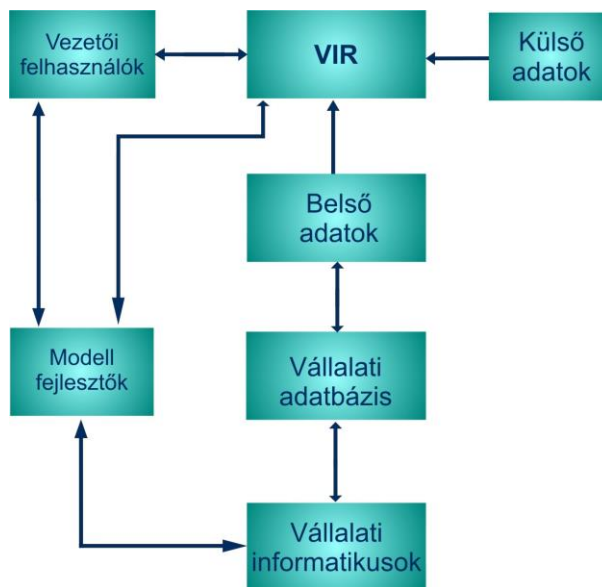 Vezetői
felhasználók
VIR
Külső
adatok
Belső
adatok
Modell
fejlesztők
Vállalati
adatbázis
Vállalati
informatikusok